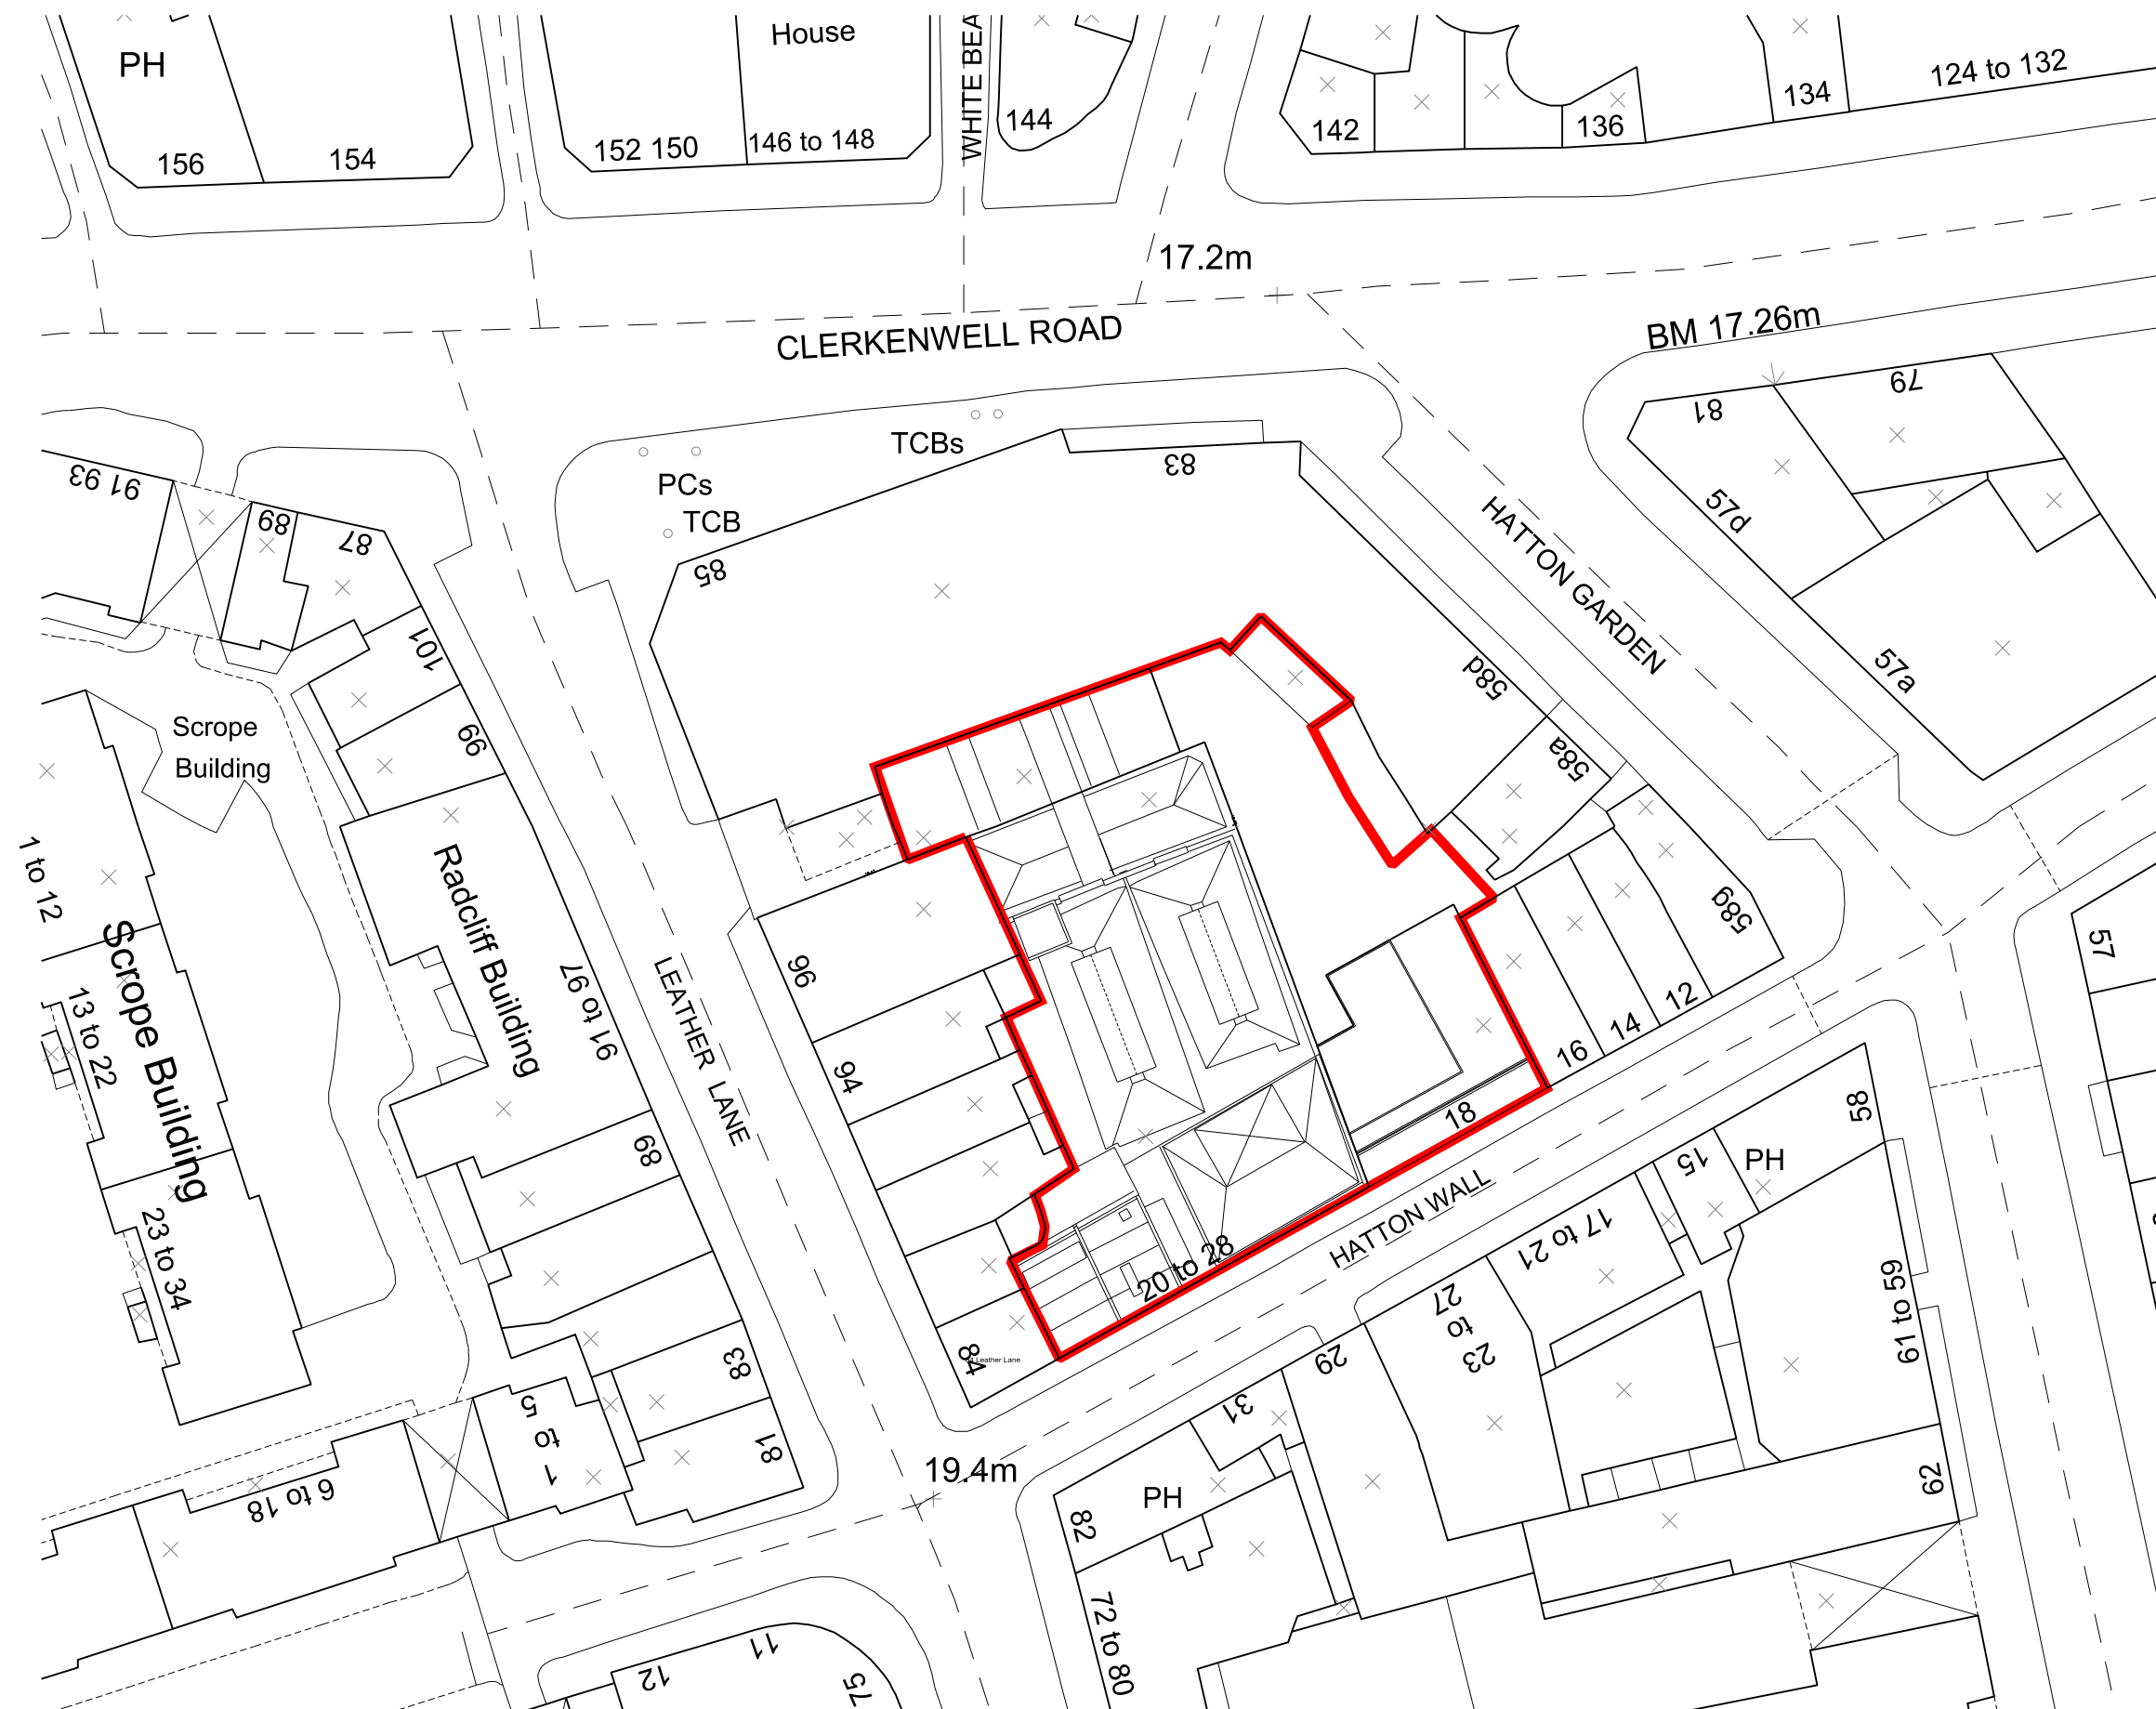 House
PH
WHITE BEA
144
142
136
134
124 to 132
156
154
152 150
146 to 148
17.2m
CLERKENWELL ROAD
BM 17.26m
79
81
TCBs
83
PCs
TCB
85
91 93
89
87
57d
HATTON GARDEN
101
99
58d
57a
Scrope
Building
58a
1 to 12
Scrope Building
13 to 22
23 to 34
Radcliff Building
91 to 97
LEATHER LANE
96
94
58g
57
12
14
16
18
HATTON WALL
20 to 28
89
83
81
84
Leather Lane
58
PH
15
17 to 21
23 to 27
29
31
59 to 61
62
1 to 5
6 to 18
19.4m
PH
82
72 to 80
11
12
75